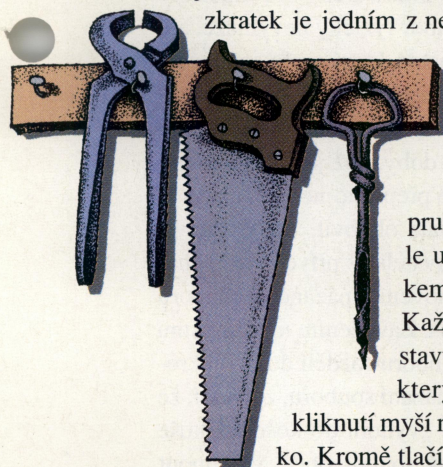 zkratek je jedním z ne
pru
le u
kem
Kaž
stav
kter
kliknutí myší n
ko. Kromě tlačí